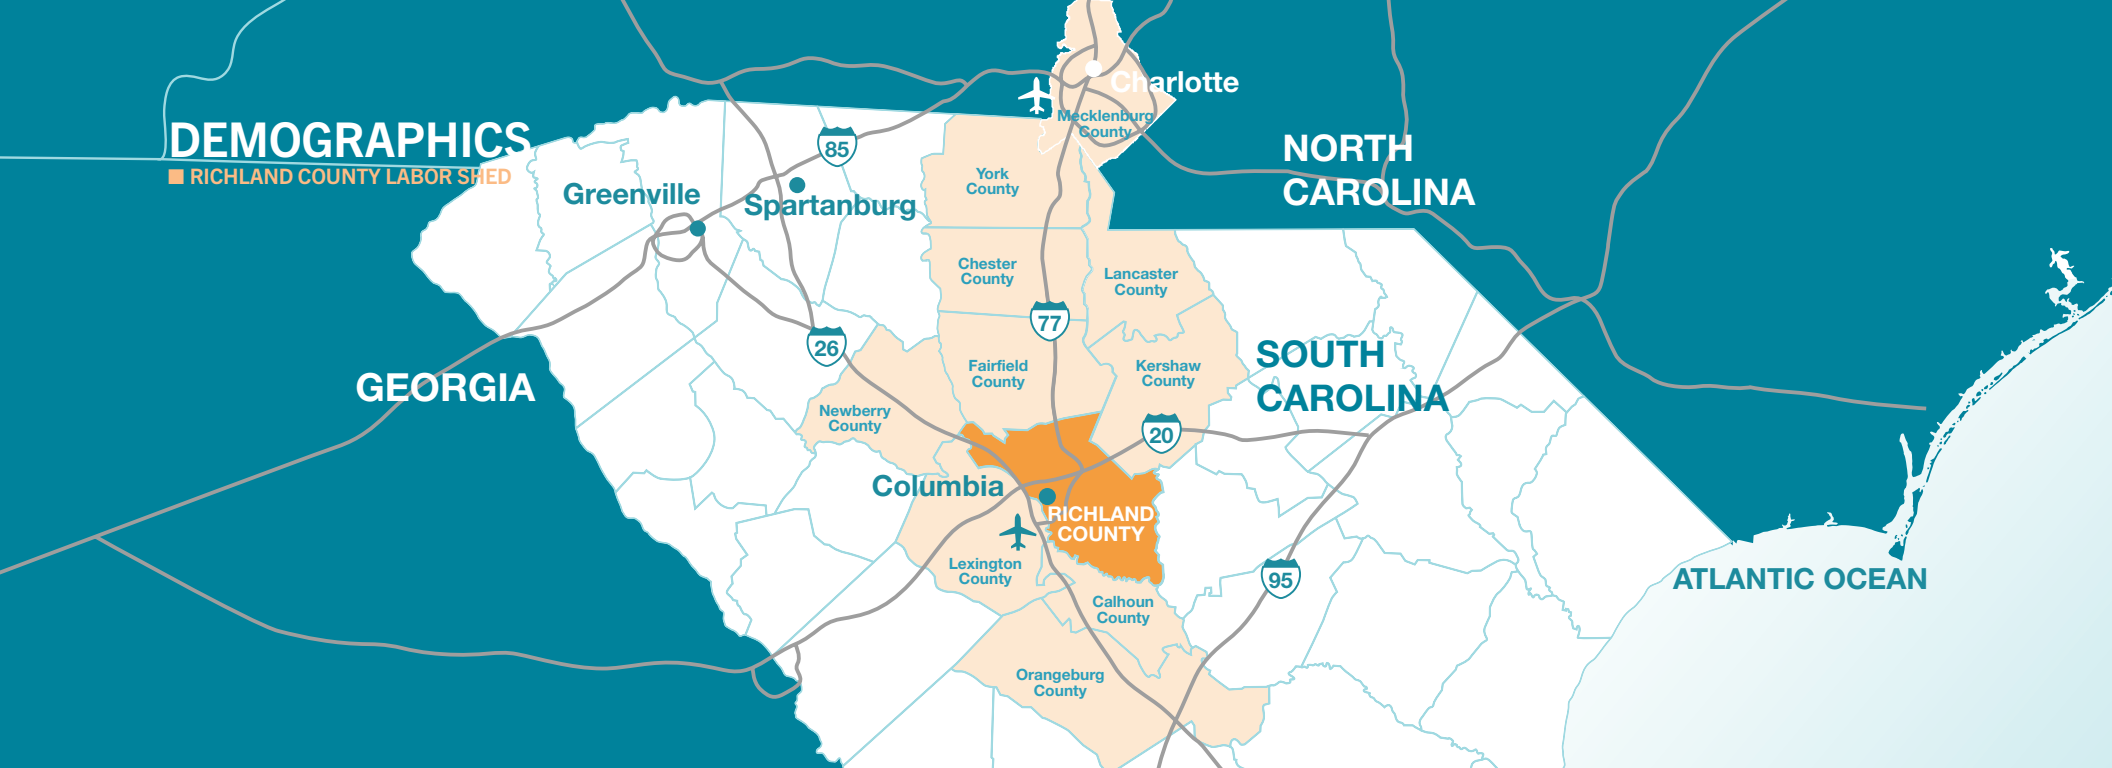 DEMOGRAPHICS
RICHLAND COUNTY LABOR SHED
Charlotte
Mecklenburg
County
NORTH
CAROLINA
85
Greenville
Spartanburg
York
County
Chester
County
Lancaster
County
77
26
SOUTH
CAROLINA
GEORGIA
Fairfield
County
Kershaw
County
Newberry
County
20
Columbia
RICHLAND
COUNTY
Lexington
County
95
ATLANTIC OCEAN
Calhoun
County
Orangeburg
County